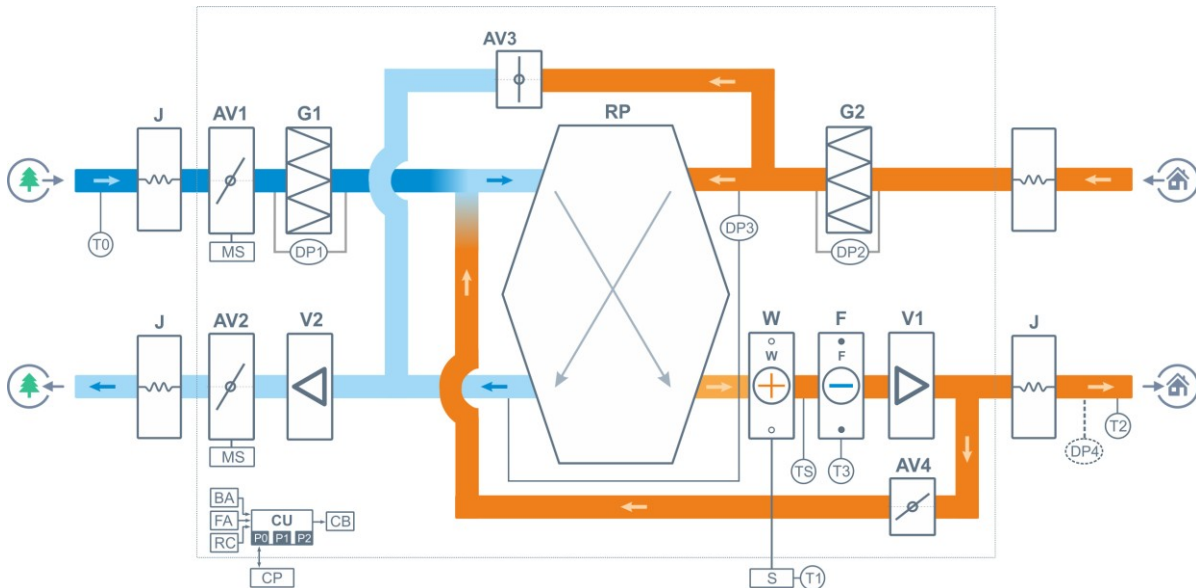 AV3
J
AV1
G1
RP
G2
T0
MS
DP1
DP3
DP2
J
AV2
V2
W
F
V1
J
W
F
MS
TS
T3
DP4
T2
AV4
BA
FA
RC
CU
P0 P1 P2
CB
CP
S
T1